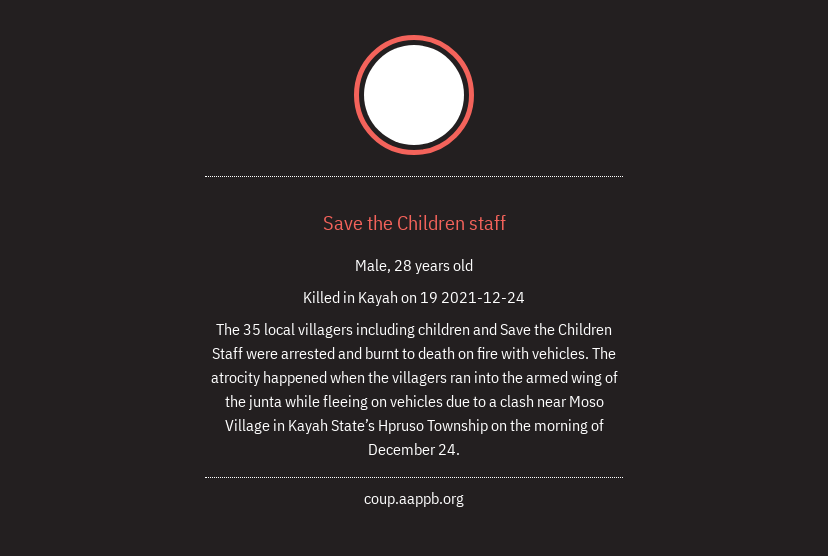 Save the Children staff
Male, 28 years old
Killed in Kayah on 19 2021-12-24
The 35 local villagers including children and Save the Children
Staff were arrested and burnt to death on fire with vehicles. The
atrocity happened when the villagers ran into the armed wing of
the junta while fleeing on vehicles due to a clash near Moso
Village in Kayah State’s Hpruso Township on the morning of
December 24.
coup.aappb.org